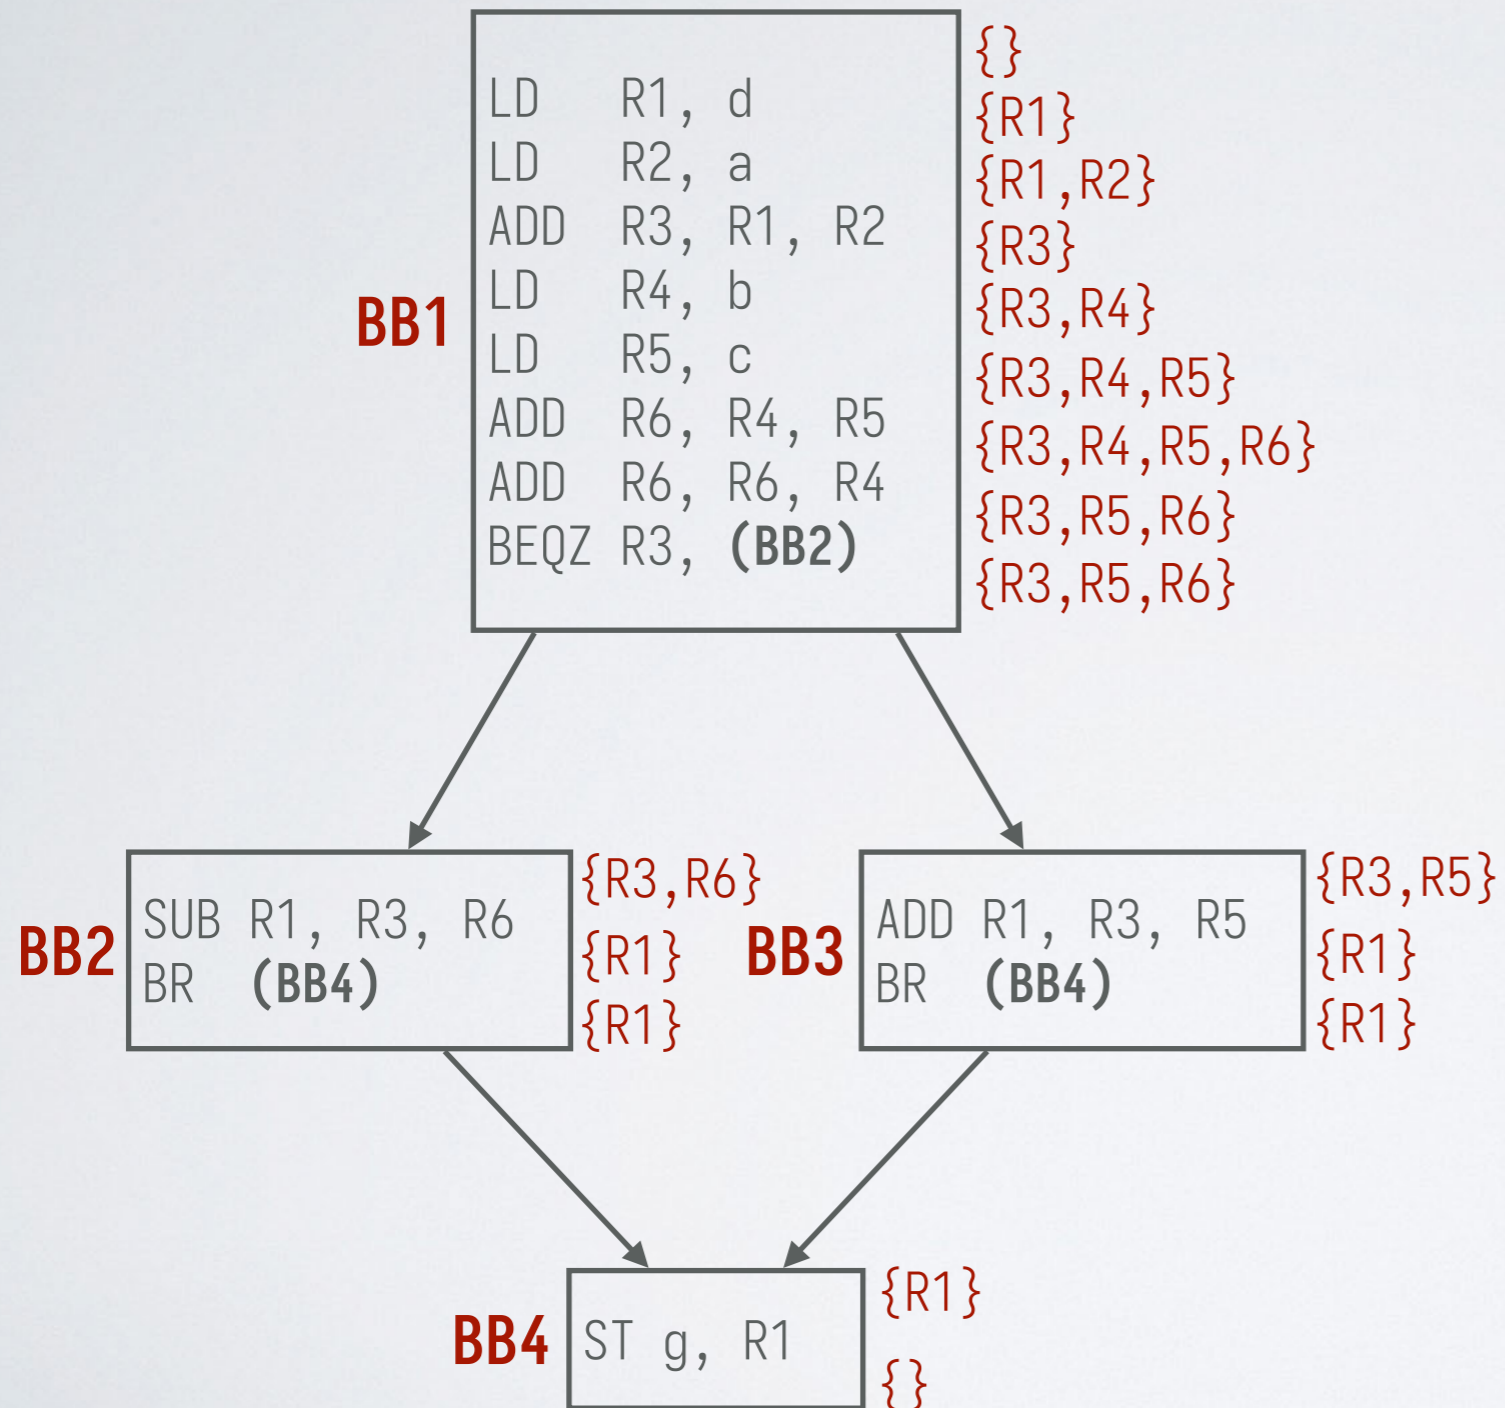 {}
LD R1, d
{R1}
LD R2, a
{R1,R2}
ADD R3, R1, R2
{R3}
LD R4, b
{R3,R4}
BB1
LD R5, c
{R3,R4,R5}
ADD R6, R4, R5
{R3,R4,R5,R6}
ADD R6, R6, R4
{R3,R5,R6}
BEQZ R3, (BB2)
{R3,R5,R6}
{R3,R6}
SUB R1, R3, R6
BB2
{R1}
BR (BB4)
{R1}
{R3,R5}
ADD R1, R3, R5
BB3
{R1}
BR (BB4)
{R1}
{R1}
BB4
ST g, R1
{}